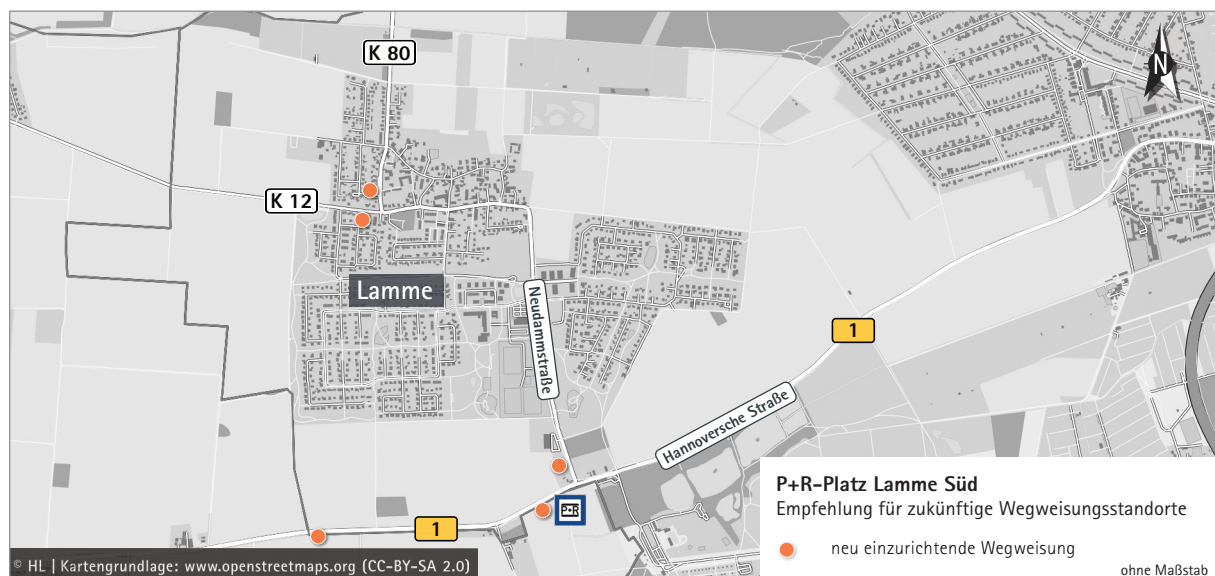 K 80
N
K 12
Lamme
Neudammstraße
1
Hannoversche Straße
P+R
1
P+R-Platz Lamme Süd
Empfehlung für zukünftige Wegweisungsstandorte
neu einzurichtende Wegweisung
ohne Maßstab
© HL | Kartengrundlage: www.openstreetmaps.org (CC-BY-SA 2.0)